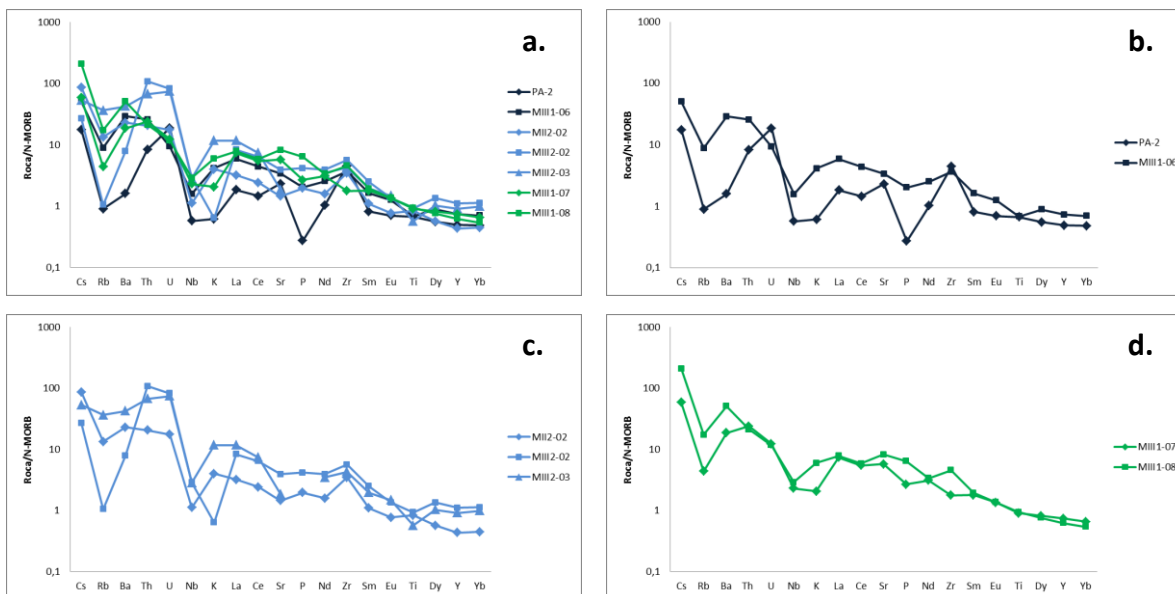 a.
1000
100
10
1
0,1
Roca/N-MORB
Cs Rb Ba Th U Nb K La Ce Sr P Nd Zr Sm Eu Ti Dy Y Yb
PA-2
MIII1-06
MII2-02
MIII2-02
MIII2-03
MIII1-07
MIII1-08
b.
1000
100
10
1
0,1
Roca/N-MORB
Cs Rb Ba Th U Nb K La Ce Sr P Nd Zr Sm Eu Ti Dy Y Yb
PA-2
MIII1-06
c.
1000
100
10
1
0,1
Roca/N-MORB
Cs Rb Ba Th U Nb K La Ce Sr P Nd Zr Sm Eu Ti Dy Y Yb
MII2-02
MIII2-02
MIII2-03
d.
1000
100
10
1
0,1
Roca/N-MORB
Cs Rb Ba Th U Nb K La Ce Sr P Nd Zr Sm Eu Ti Dy Y Yb
MIII1-07
MIII1-08